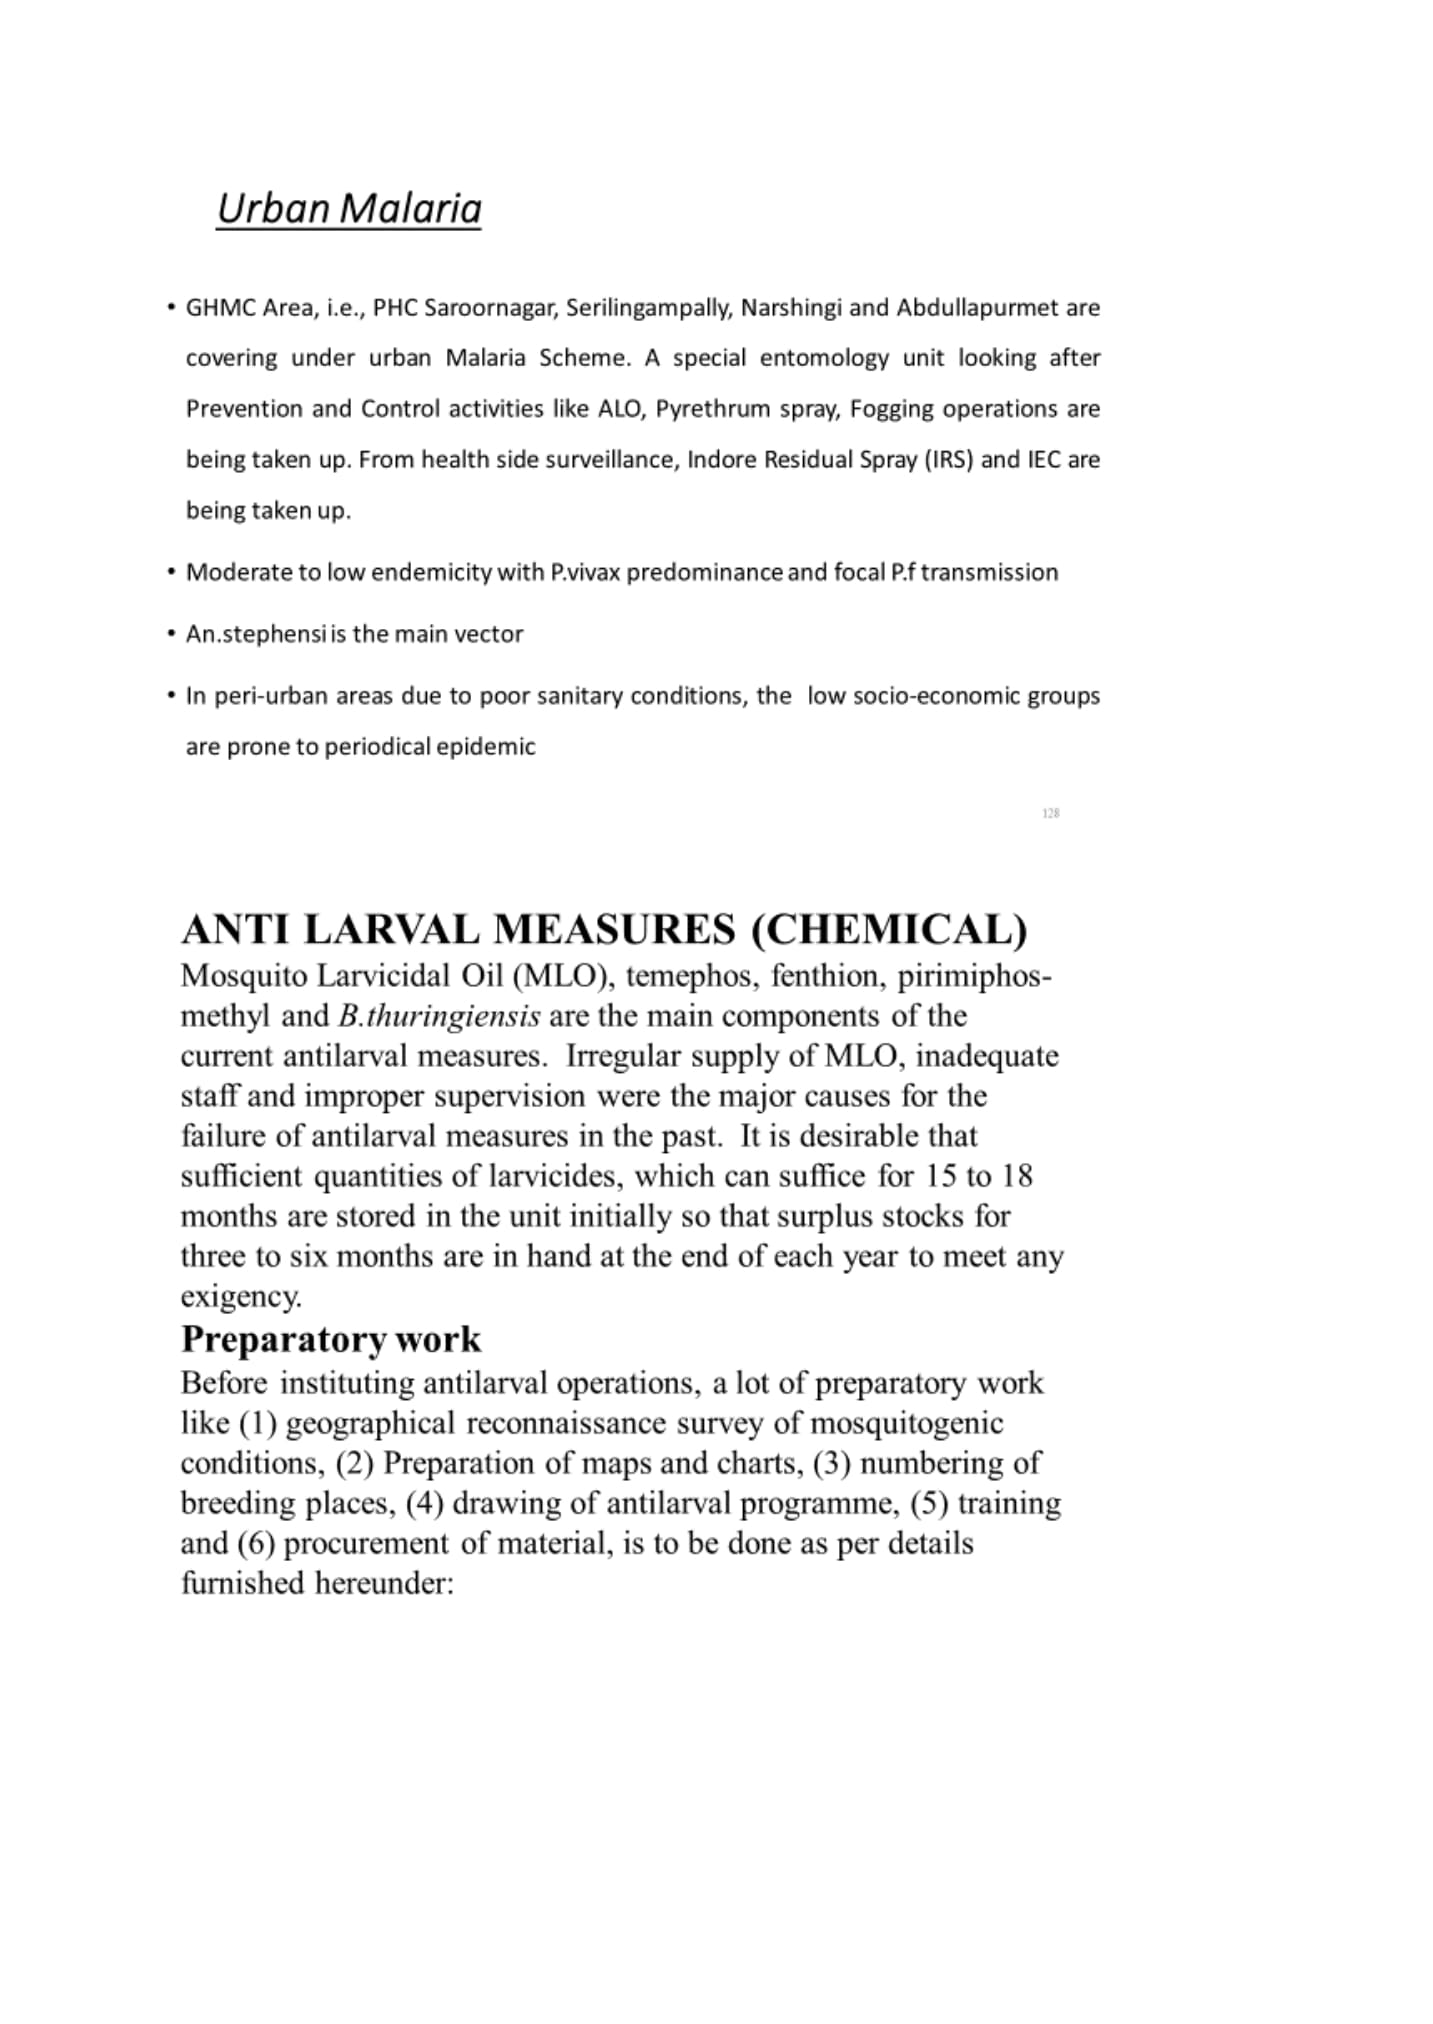 Urban Malaria
• GHMC Area, i.e., PHC Saroornagar, Serilingampally, Narshingi and Abdullapurmet are
covering under urban Malaria Scheme. A special entomology unit looking after
Prevention and Control activities like ALO, Pyrethrum spray, Fogging operations are
being taken up. From health side surveillance, Indore Residual Spray (IRS) and IEC are
being taken up.
• Moderate to low endemicity with P.vivax predominance and focal P.f transmission
• An.stephensi is the main vector
• In peri-urban areas due to poor sanitary conditions, the low socio-economic groups
are prone to periodical epidemic
128
ANTI LARVAL MEASURES (CHEMICAL)
Mosquito Larvicidal Oil (MLO), temephos, fenthion, pirimiphos-
methyl and B.thuringiensis are the main components of the
current antilarval measures. Irregular supply of MLO, inadequate
staff and improper supervision were the major causes for the
failure of antilarval measures in the past. It is desirable that
sufficient quantities of larvicides, which can suffice for 15 to 18
months are stored in the unit initially so that surplus stocks for
three to six months are in hand at the end of each year to meet any
exigency.
Preparatory work
Before instituting antilarval operations, a lot of preparatory work
like (1) geographical reconnaissance survey of mosquitogenic
conditions, (2) Preparation of maps and charts, (3) numbering of
breeding places, (4) drawing of antilarval programme, (5) training
and (6) procurement of material, is to be done as per details
furnished hereunder: